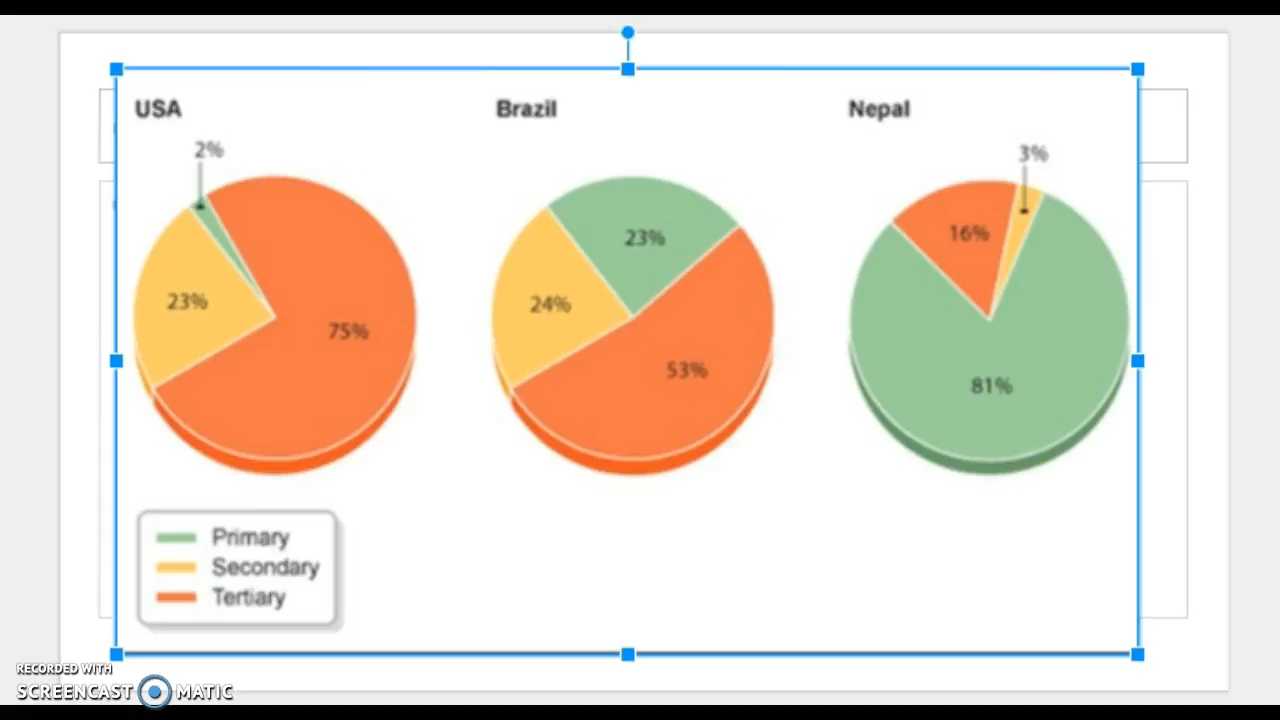 USA
Brazil
Nepal
2%
3%
23%
16%
23%
24%
75%
53%
81%
Primary
Secondary
Tertiary
RECORDED WITH
SCREENCAST MATIC